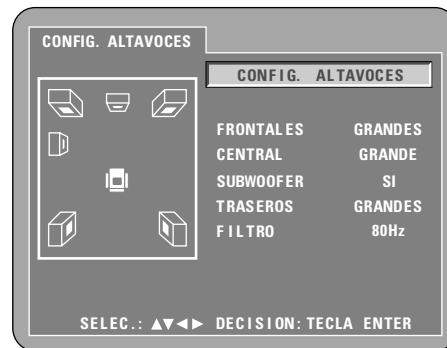 CONFIG. ALTAVOCES
CONFIG. ALTAVOCES
FRONTALES GRANDES
CENTRAL GRANDE
SUBWOOFER SI
TRASEROS GRANDES
FILTRO 80Hz
SELEC.: ▲▼◄► DECISION: TECLA ENTER